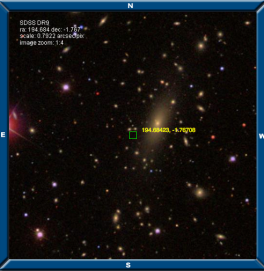 N
SDSS DR9
ra: 194.684 dec: -1.767
scale: 0.7922 arcsec/pix
image zoom: 1:4
194.68423, -1.76708
E
W
S